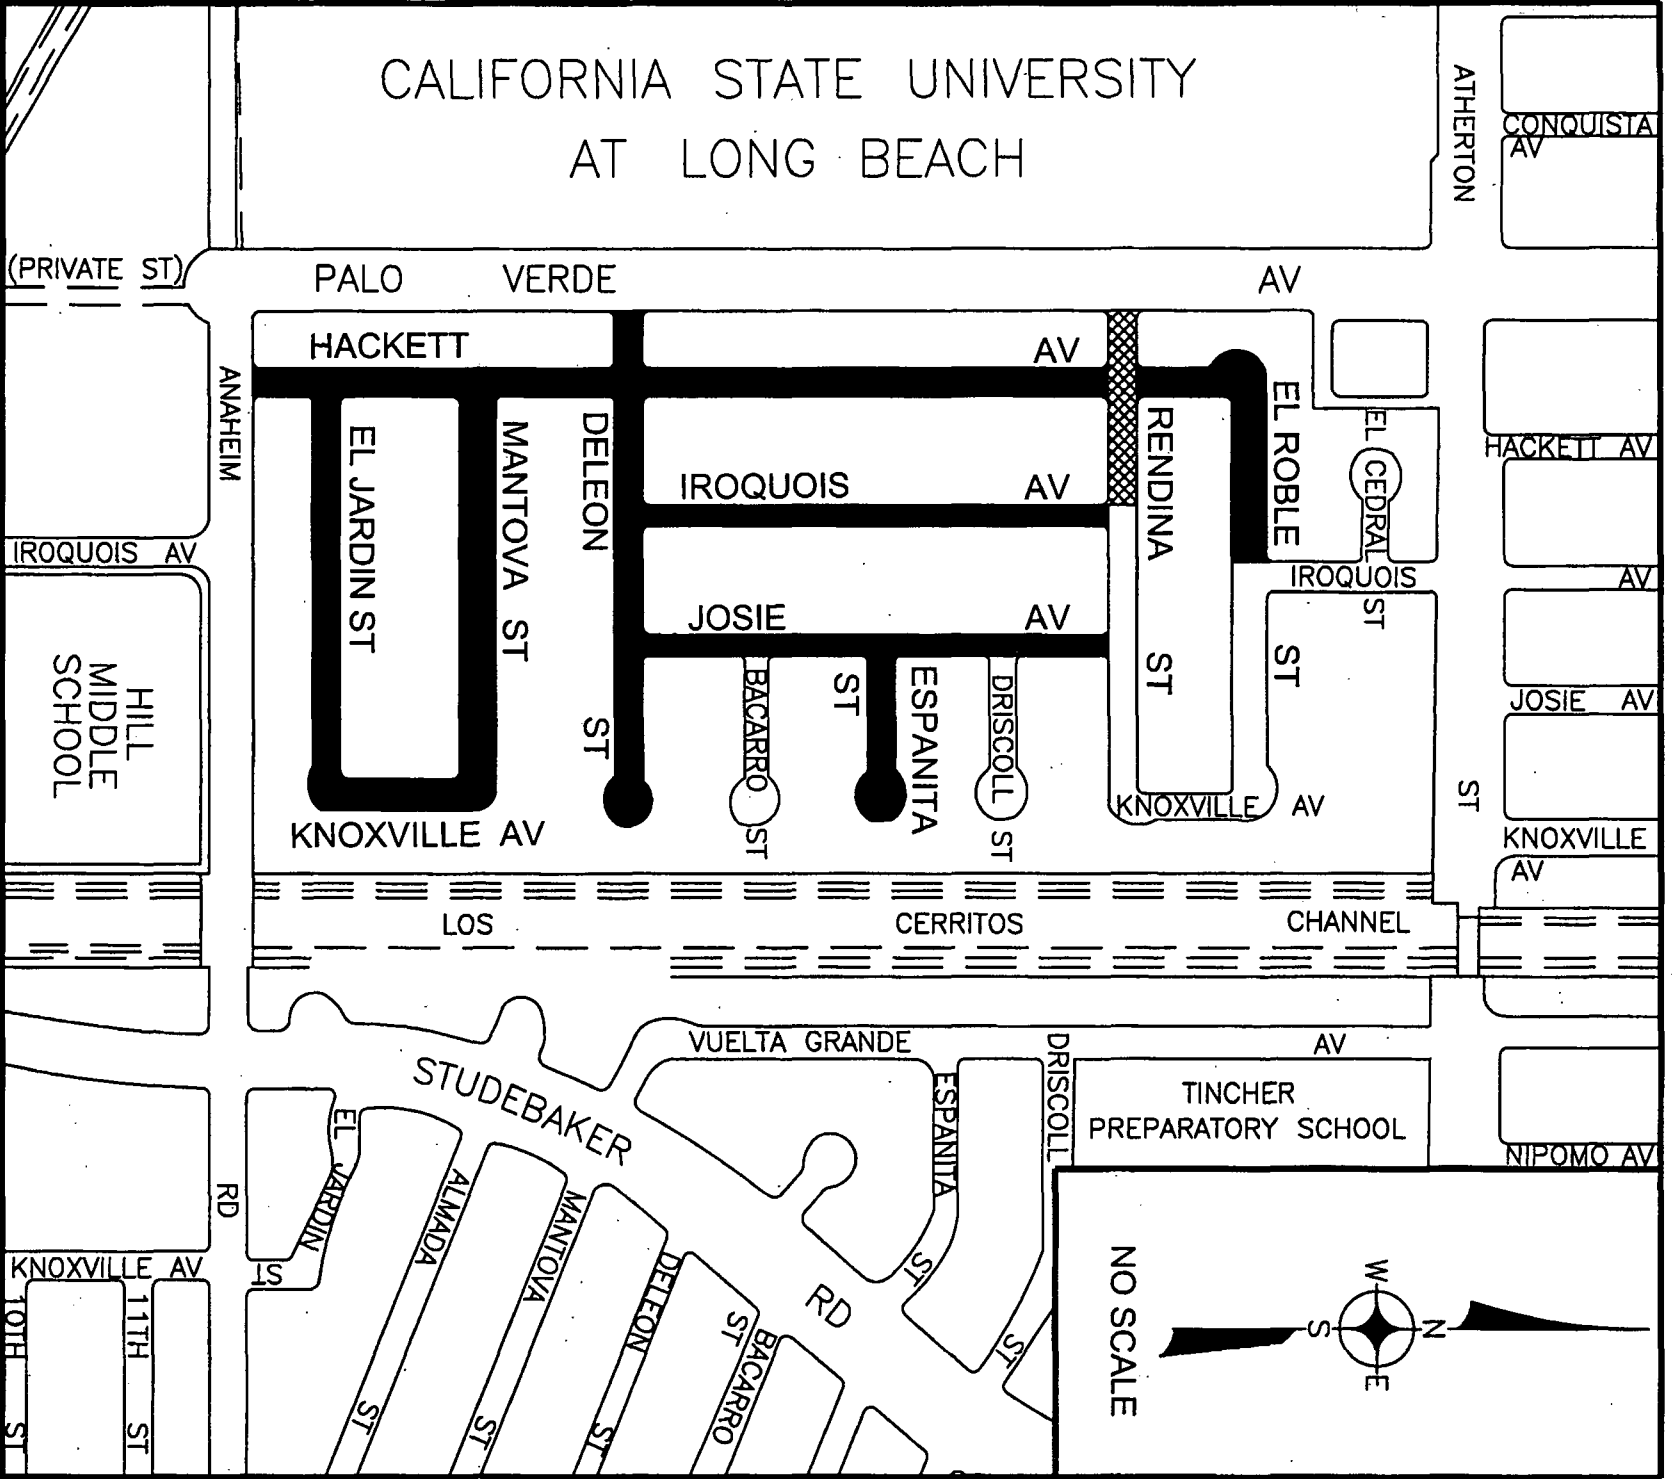 CALIFORNIA STATE UNIVERSITY
AT LONG BEACH
ATHERTON
ST
CONQUISTA
AV
(PRIVATE ST)
PALO VERDE AV
HACKETT AV
ANAHEIM
RD
EL JARDIN ST
MANTOVA ST
DELEON ST
IROQUOIS AV
JOSIE AV
RENDINA ST
EL ROBLE ST
EL CEDRAL ST
IROQUOIS
HACKETT AV
AV
JOSIE AV
KNOXVILLE
AV
IROQUOIS AV
HILL
MIDDLE
SCHOOL
BACARRO ST
ESPANITA
ST
DRISCOLL ST
KNOXVILLE AV
KNOXVILLE AV
LOS CERRITOS CHANNEL
VUELTA GRANDE AV
STUDEBAKER RD
ESPANITA ST
DRISCOLL ST
TINCHER
PREPARATORY SCHOOL
NIPOMO AV
EL JARDIN ST
ALMADA ST
MANTOVA ST
DELEON ST
BACARRO
ST
KNOXVILLE AV
10TH ST
11TH ST
NO SCALE
W
S N
E